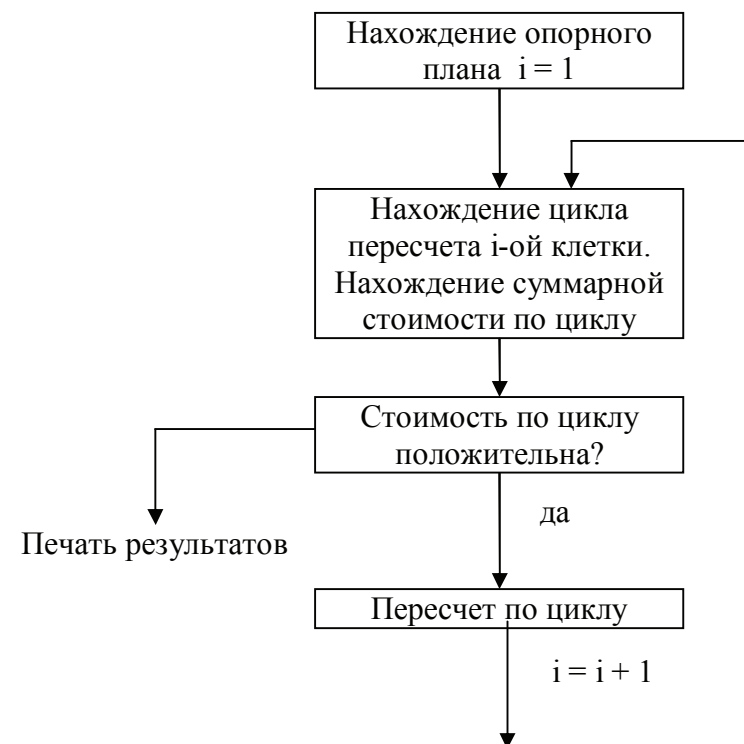 Нахождение опорного
плана i = 1
Нахождение цикла
пересчета i-ой клетки.
Нахождение суммарной
стоимости по циклу
Стоимость по циклу
положительна?
да
Печать результатов
Пересчет по циклу
i = i + 1